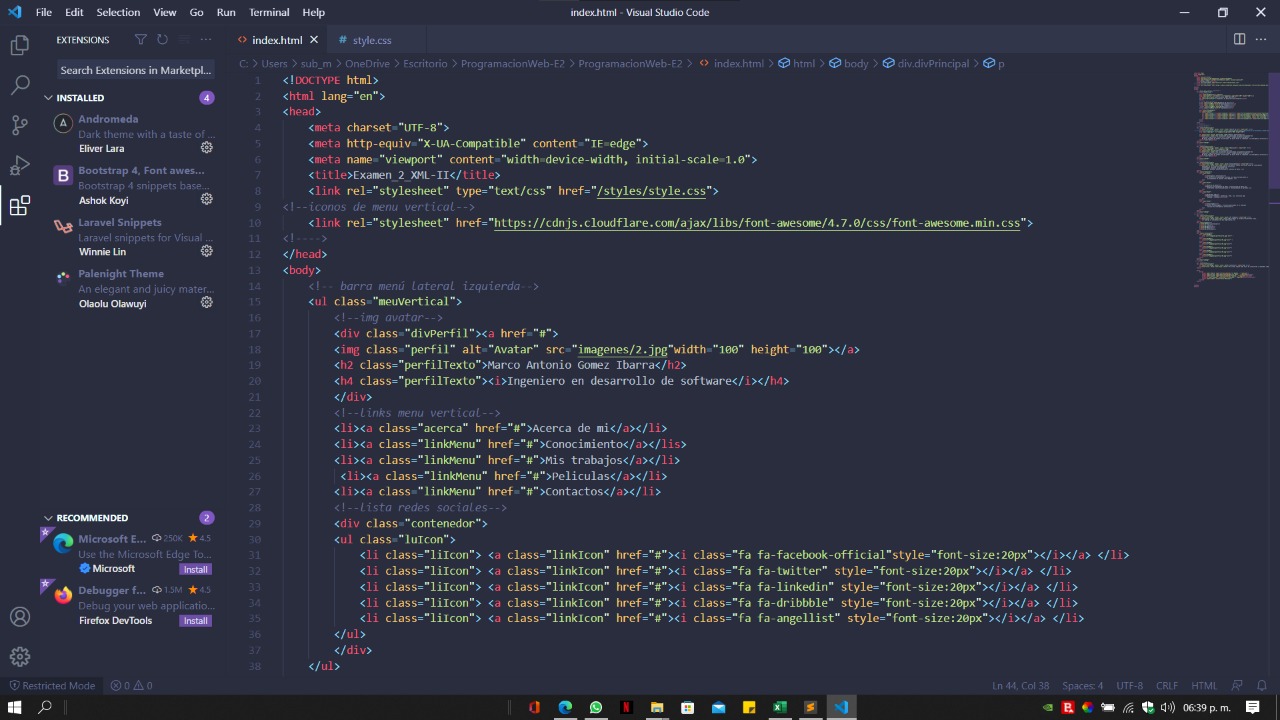 File Edit Selection View Go Run Terminal Help
index.html - Visual Studio Code
EXTENSIONS
index.html
# style.css
Search Extensions in Marketpl...
C: > Users > sub_m > OneDrive > Escritorio > ProgramacionWeb-E2 > ProgramacionWeb-E2 > index.html > html > body > div.divPrincipal > p
INSTALLED 4
Andromeda
Dark theme with a taste of ...
Eliver Lara
Bootstrap 4, Font awes...
Bootstrap 4 snippets base...
Ashok Koyi
Laravel Snippets
Laravel snippets for Visual ...
Winnie Lin
Palenight Theme
An elegant and juicy mater...
Olaolu Olawuyi
RECOMMENDED 2
Microsoft E... 250K 4.5
Use the Microsoft Edge To...
Microsoft Install
Debugger f... 1.5M 4.5
Debug your web applicatio...
Firefox DevTools Install
1 <!DOCTYPE html>
2 <html lang="en">
3 <head>
4 <meta charset="UTF-8">
5 <meta http-equiv="X-UA-Compatible" content="IE=edge">
6 <meta name="viewport" content="width=device-width, initial-scale=1.0">
7 <title>Examen_2_XML-II</title>
8 <link rel="stylesheet" type="text/css" href="/styles/style.css">
9 <!--iconos de menu vertical-->
10 <link rel="stylesheet" href="https://cdnjs.cloudflare.com/ajax/libs/font-awesome/4.7.0/css/font-awesome.min.css">
11 <!---->
12 </head>
13 <body>
14 <!-- barra menú lateral izquierda-->
15 <ul class="meuVertical">
16 <!--img avatar-->
17 <div class="divPerfil"><a href="#">
18 <img class="perfil" alt="Avatar" src="imagenes/2.jpg"width="100" height="100"></a>
19 <h2 class="perfilTexto">Marco Antonio Gomez Ibarra</h2>
20 <h4 class="perfilTexto"><i>Ingeniero en desarrollo de software</i></h4>
21 </div>
22 <!--links menu vertical-->
23 <li><a class="acerca" href="#">Acerca de mi</a></li>
24 <li><a class="linkMenu" href="#">Conocimiento</a></lis>
25 <li><a class="linkMenu" href="#">Mis trabajos</a></li>
26 <li><a class="linkMenu" href="#">Peliculas</a></li>
27 <li><a class="linkMenu" href="#">Contactos</a></li>
28 <!--lista redes sociales-->
29 <div class="contenedor">
30 <ul class="luIcon">
31 <li class="liIcon"> <a class="linkIcon" href="#"><i class="fa fa-facebook-official"style="font-size:20px"></i></a> </li>
32 <li class="liIcon"> <a class="linkIcon" href="#"><i class="fa fa-twitter" style="font-size:20px"></i></a> </li>
33 <li class="liIcon"> <a class="linkIcon" href="#"><i class="fa fa-linkedin" style="font-size:20px"></i></a> </li>
34 <li class="liIcon"> <a class="linkIcon" href="#"><i class="fa fa-dribbble" style="font-size:20px"></i></a> </li>
35 <li class="liIcon"> <a class="linkIcon" href="#"><i class="fa fa-angellist" style="font-size:20px"></i></a> </li>
36 </ul>
37 </div>
38 </ul>
Restricted Mode 0 0
Ln 44, Col 38 Spaces: 4 UTF-8 CRLF HTML
06:39 p. m.